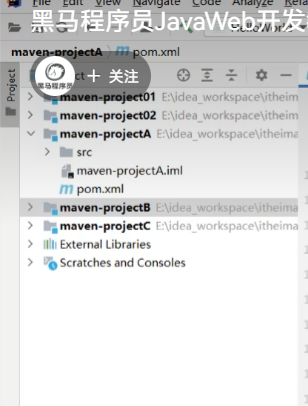 File Edit View Navigate Code Analyze
黑马程序员JavaWeb开发
maven-projectA pom.xml
Project
黑马程序员
+ 关注
maven-project01 E:\idea_workspace\itheima
maven-project02 E:\idea_workspace\itheima
maven-projectA E:\idea_workspace\itheima
src
maven-projectA.iml
pom.xml
maven-projectB E:\idea_workspace\itheima
maven-projectC E:\idea_workspace\itheima
External Libraries
Scratches and Consoles